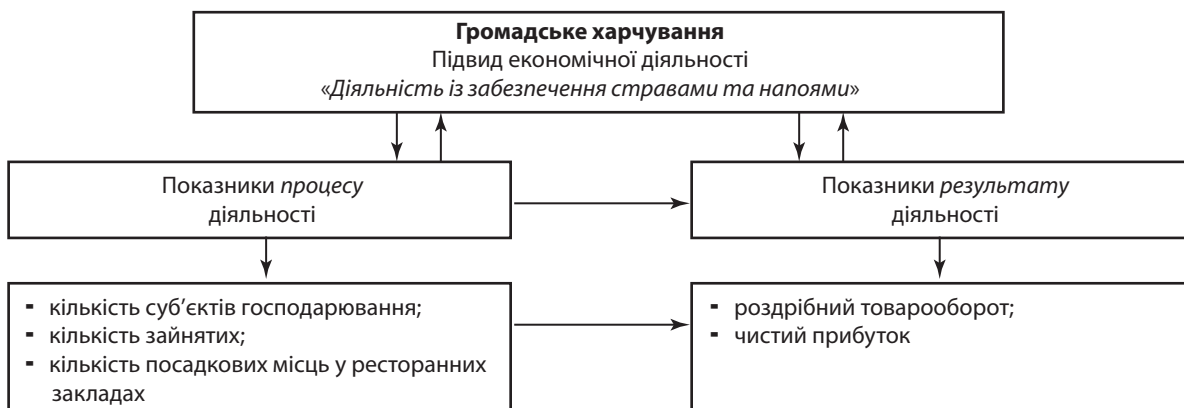 Громадське харчування
Підвид економічної діяльності
«Діяльність із забезпечення стравами та напоями»
Показники процесу
діяльності
Показники результату
діяльності
- кількість суб’єктів господарювання;
- кількість зайнятих;
- кількість посадкових місць у ресторанних
закладах
- роздрібний товарооборот;
- чистий прибуток